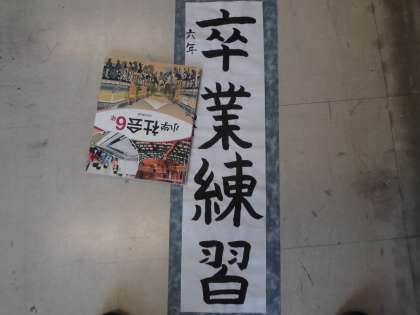 卒業練習
六年
小学社会6年